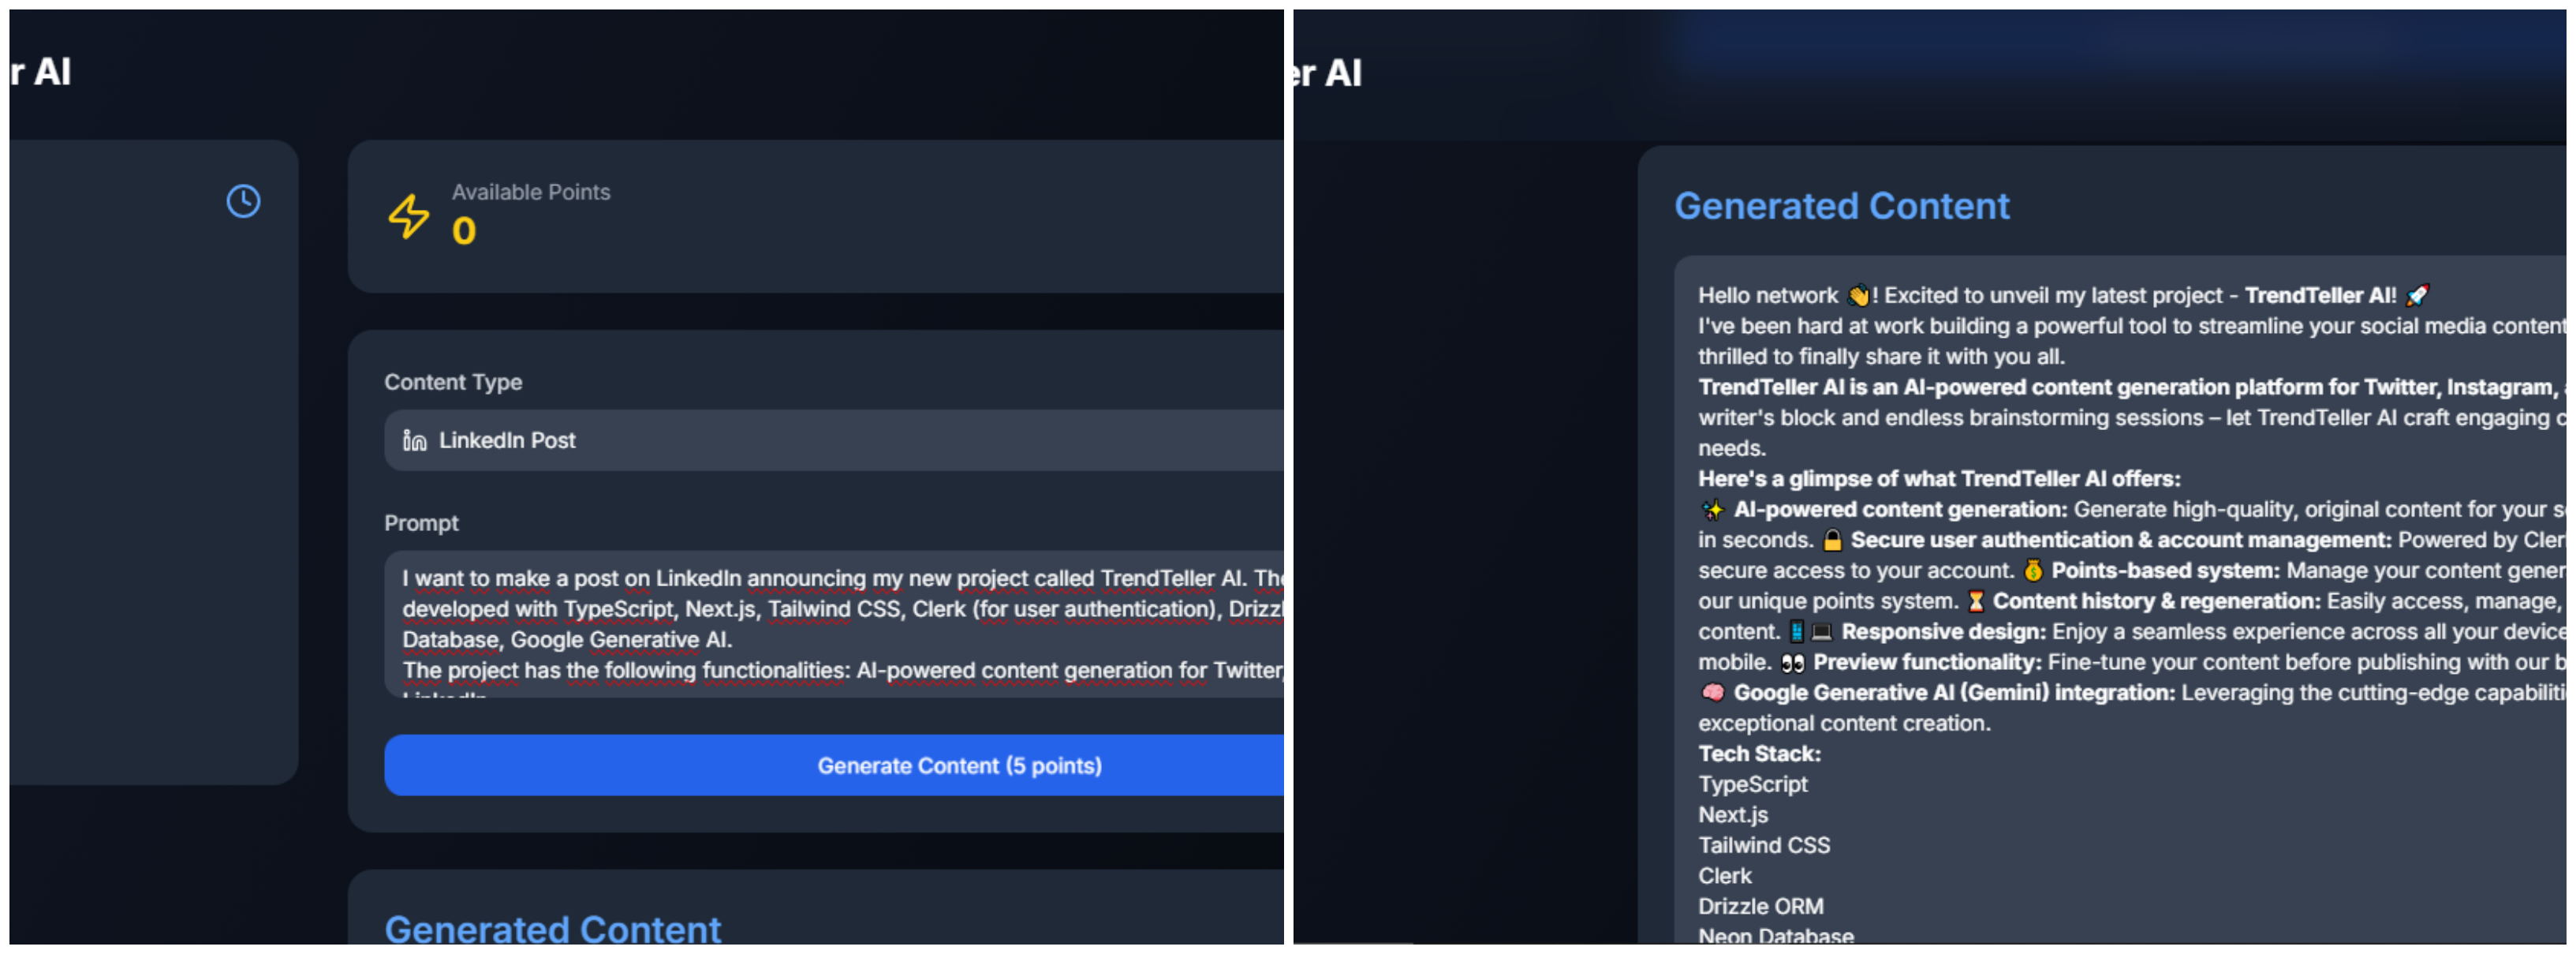 r AI
Available Points
0
Content Type
LinkedIn Post
Prompt
I want to make a post on LinkedIn announcing my new project called TrendTeller AI. The
developed with TypeScript, Next.js, Tailwind CSS, Clerk (for user authentication), Drizzl
Database, Google Generative AI.
The project has the following functionalities: AI-powered content generation for Twitter,
LinkedIn
Generate Content (5 points)
Generated Content
er AI
Generated Content
Hello network 👋! Excited to unveil my latest project - TrendTeller AI! 🚀
I've been hard at work building a powerful tool to streamline your social media content
thrilled to finally share it with you all.
TrendTeller AI is an AI-powered content generation platform for Twitter, Instagram,
writer's block and endless brainstorming sessions – let TrendTeller AI craft engaging c
needs.
Here's a glimpse of what TrendTeller AI offers:
✨ AI-powered content generation: Generate high-quality, original content for your s
in seconds. 🔒 Secure user authentication & account management: Powered by Cler
secure access to your account. 💰 Points-based system: Manage your content gener
our unique points system. ⏳ Content history & regeneration: Easily access, manage,
content. 📱💻 Responsive design: Enjoy a seamless experience across all your device
mobile. 👀 Preview functionality: Fine-tune your content before publishing with our b
🧠 Google Generative AI (Gemini) integration: Leveraging the cutting-edge capabiliti
exceptional content creation.
Tech Stack:
TypeScript
Next.js
Tailwind CSS
Clerk
Drizzle ORM
Neon Database